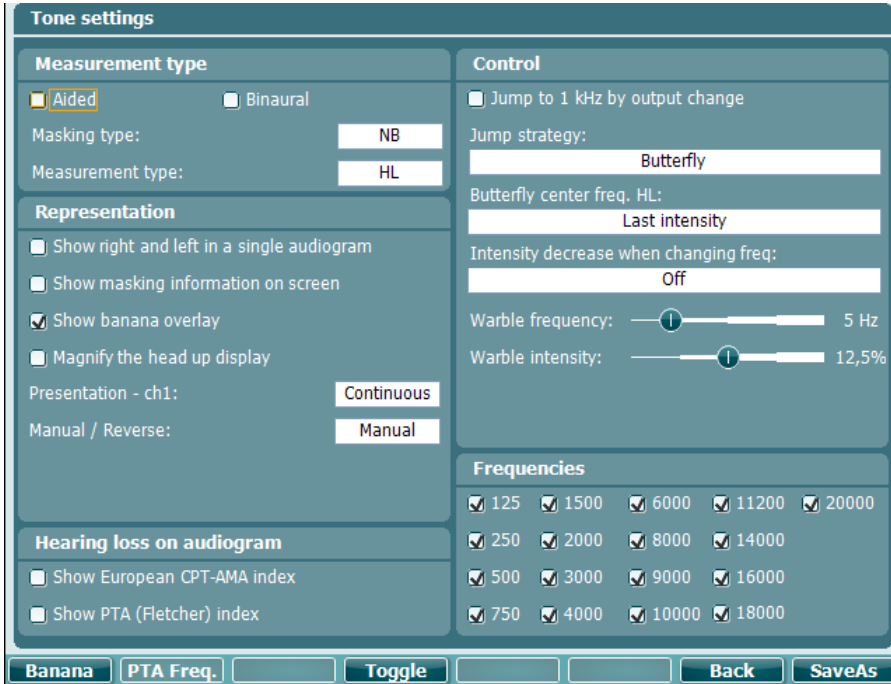 Tone settings
Measurement type
Aided
Binaural
Masking type:
NB
Measurement type:
HL
Representation
Show right and left in a single audiogram
Show masking information on screen
Show banana overlay
Magnify the head up display
Presentation - ch1:
Continuous
Manual / Reverse:
Manual
Hearing loss on audiogram
Show European CPT-AMA index
Show PTA (Fletcher) index
Control
Jump to 1 kHz by output change
Jump strategy:
Butterfly
Butterfly center freq. HL:
Last intensity
Intensity decrease when changing freq:
Off
Warble frequency:
5 Hz
Warble intensity:
12,5%
Frequencies
125 1500 6000 11200 20000
250 2000 8000 14000
500 3000 9000 16000
750 4000 10000 18000
Banana PTA Freq. Toggle Back SaveAs